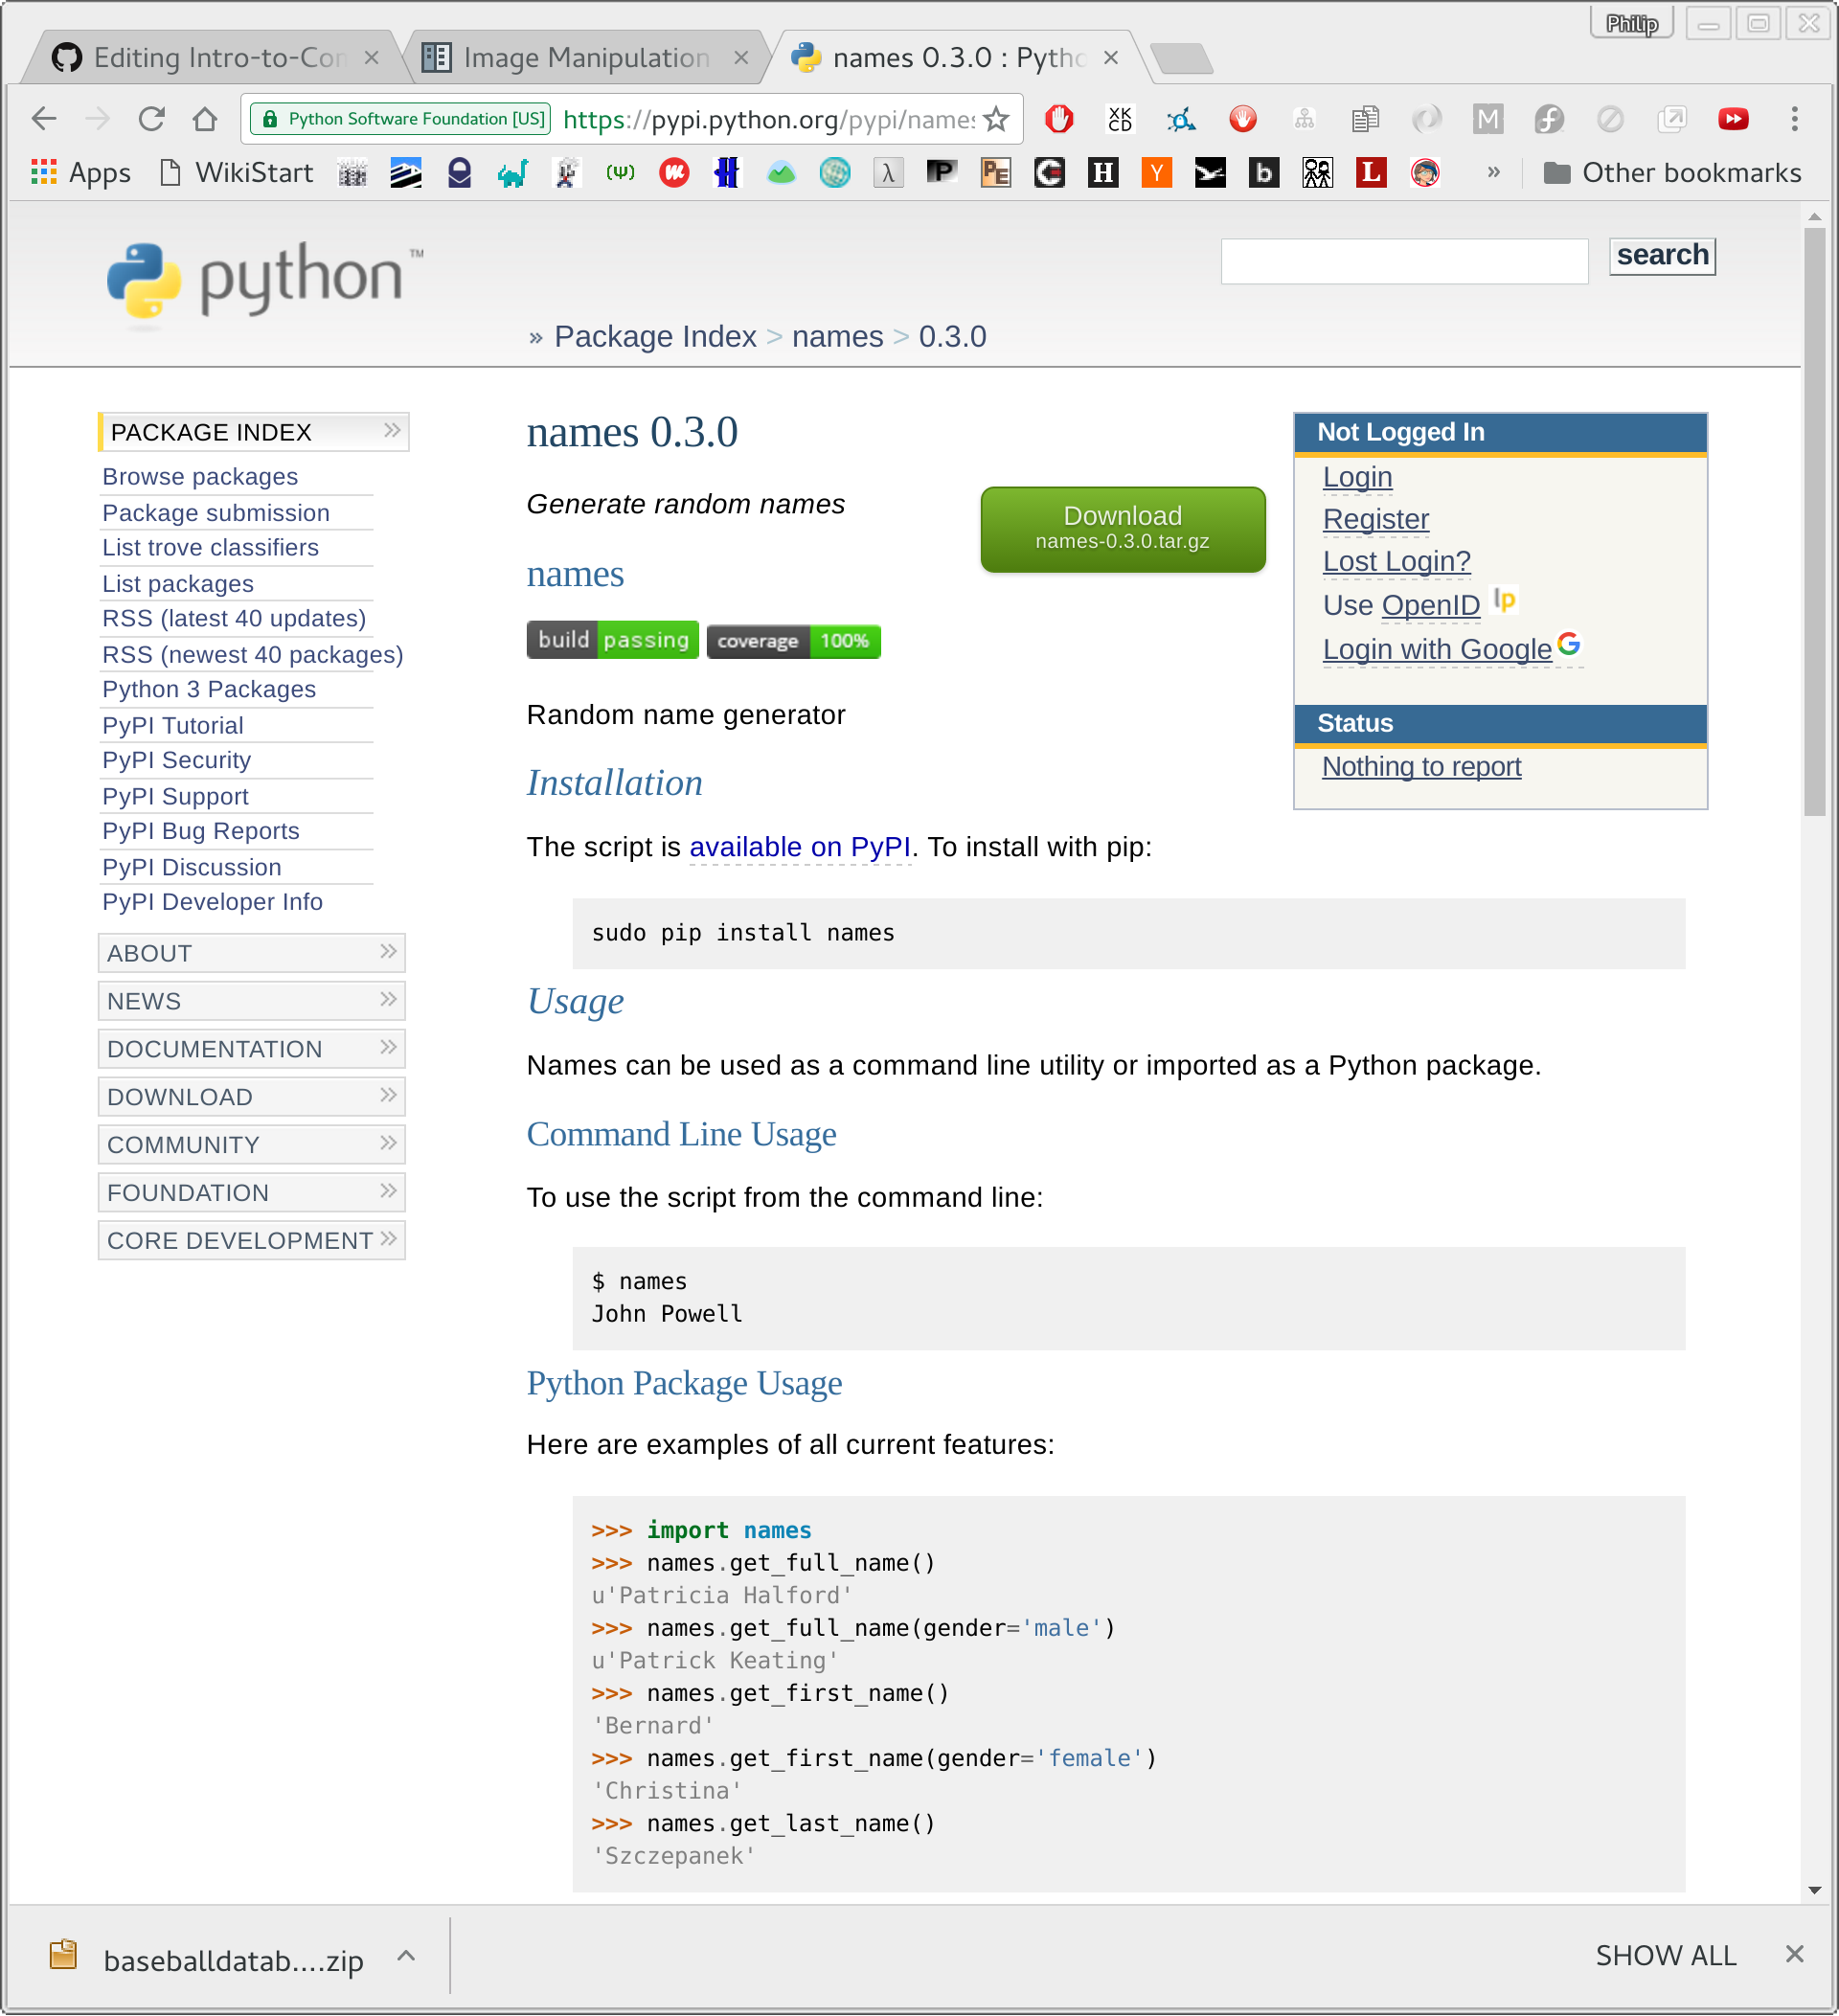 Philip
Editing Intro-to-Con
Image Manipulation
names 0.3.0 : Pytho
Python Software Foundation [US]
https://pypi.python.org/pypi/names
XK
CD
M
Apps
WikiStart
Other bookmarks
python™
search
» Package Index > names > 0.3.0
PACKAGE INDEX »
Browse packages
Package submission
List trove classifiers
List packages
RSS (latest 40 updates)
RSS (newest 40 packages)
Python 3 Packages
PyPI Tutorial
PyPI Security
PyPI Support
PyPI Bug Reports
PyPI Discussion
PyPI Developer Info
ABOUT »
NEWS »
DOCUMENTATION »
DOWNLOAD »
COMMUNITY »
FOUNDATION »
CORE DEVELOPMENT »
names 0.3.0
Generate random names
Download
names-0.3.0.tar.gz
names
build passing coverage 100%
Random name generator
Installation
The script is available on PyPI. To install with pip:
sudo pip install names
Usage
Names can be used as a command line utility or imported as a Python package.
Command Line Usage
To use the script from the command line:
$ names
John Powell
Python Package Usage
Here are examples of all current features:
>>> import names
>>> names.get_full_name()
u'Patricia Halford'
>>> names.get_full_name(gender='male')
u'Patrick Keating'
>>> names.get_first_name()
'Bernard'
>>> names.get_first_name(gender='female')
'Christina'
>>> names.get_last_name()
'Szczepanek'
Not Logged In
Login
Register
Lost Login?
Use OpenID lp
Login with Google G
Status
Nothing to report
baseballdatab....zip
SHOW ALL